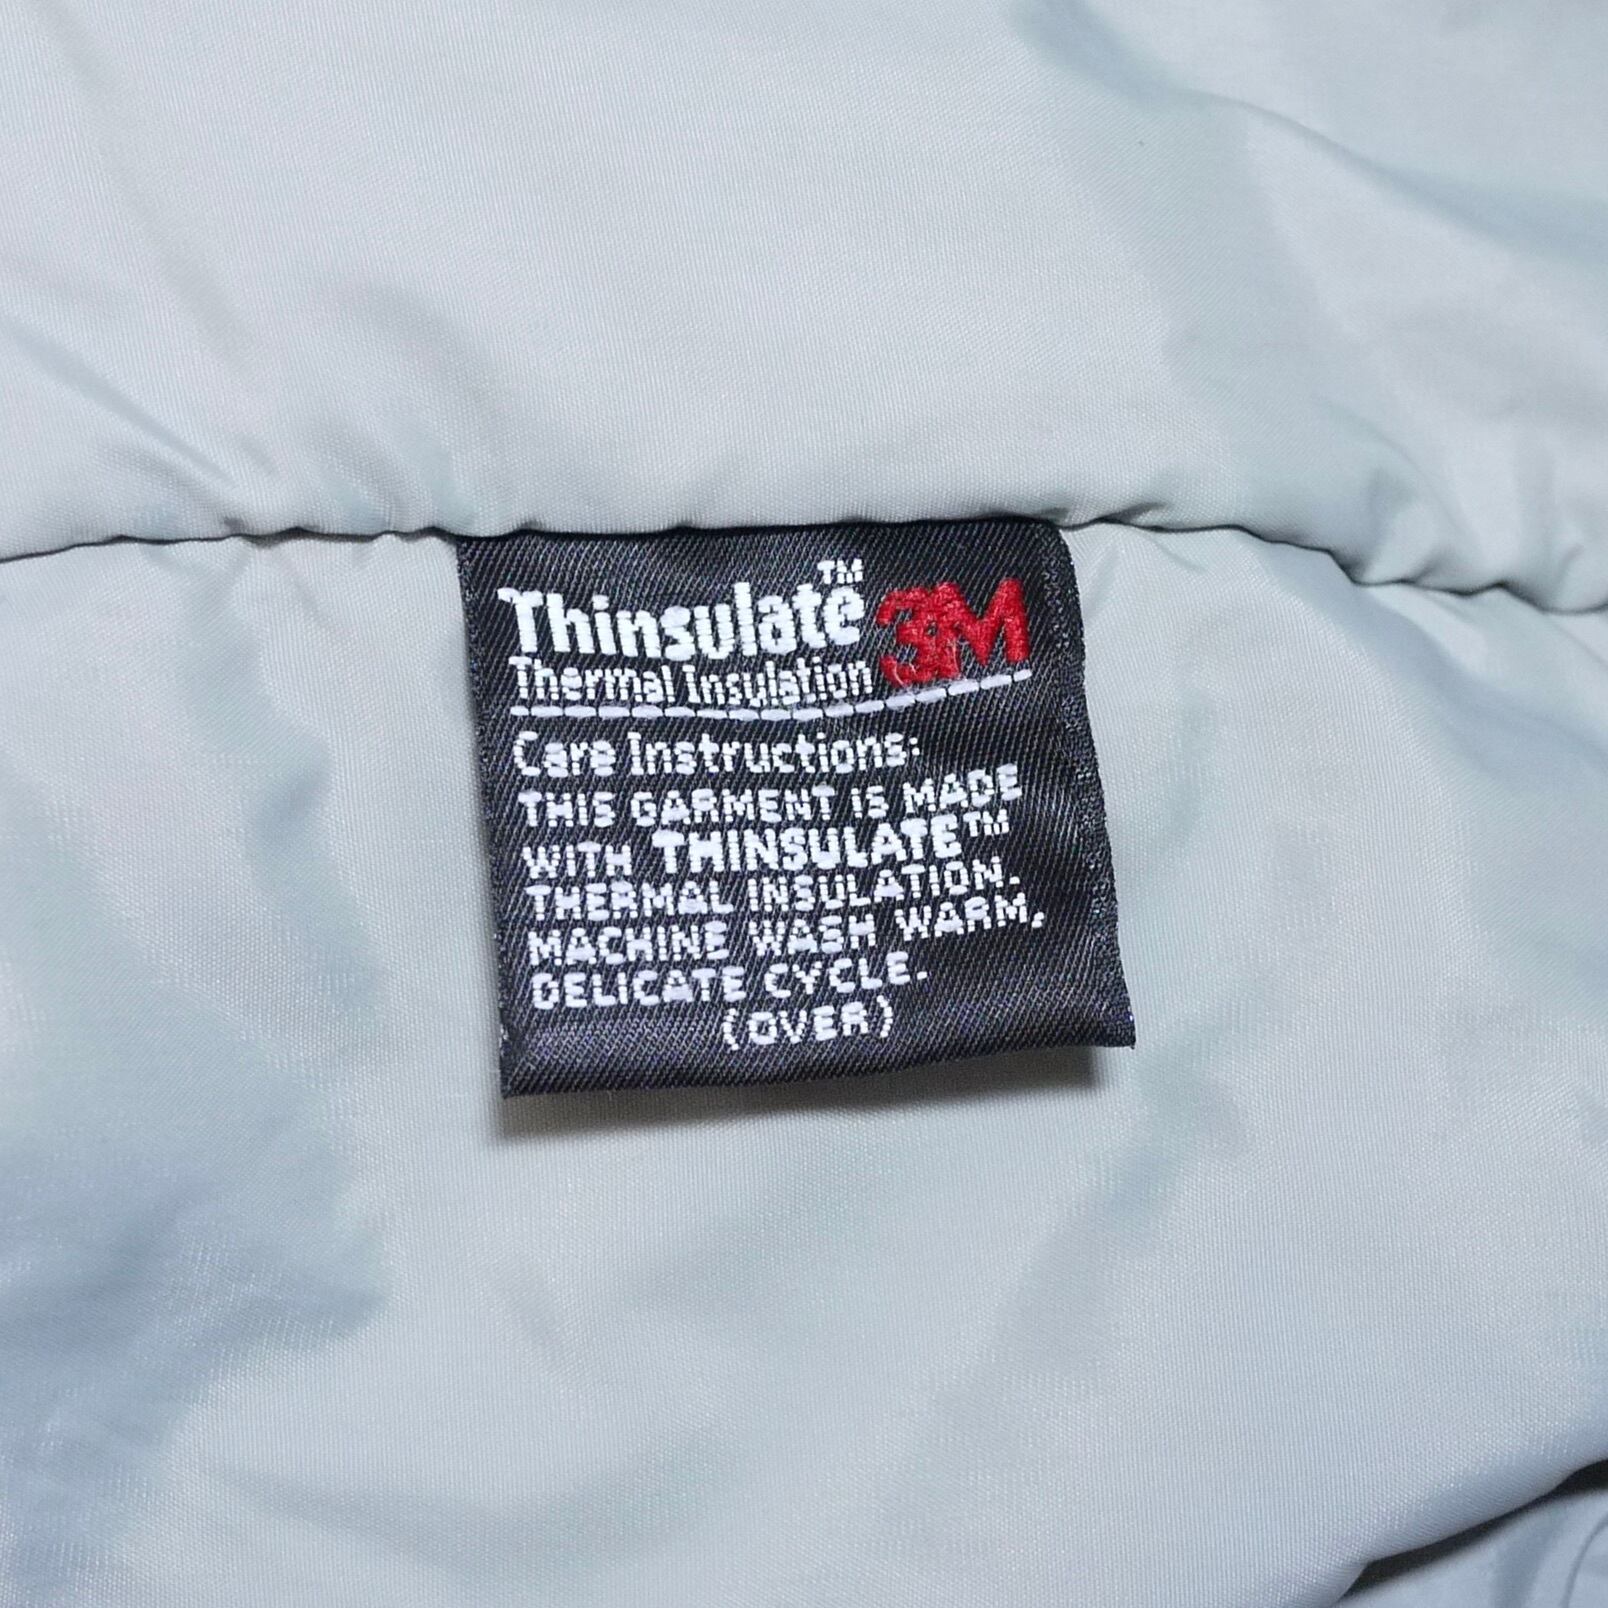 Thinsulate™ 3M
Thermal Insulation
Care Instructions:
THIS GARMENT IS MADE
WITH THINSULATE™
THERMAL INSULATION.
MACHINE WASH WARM,
DELICATE CYCLE.
(OVER)